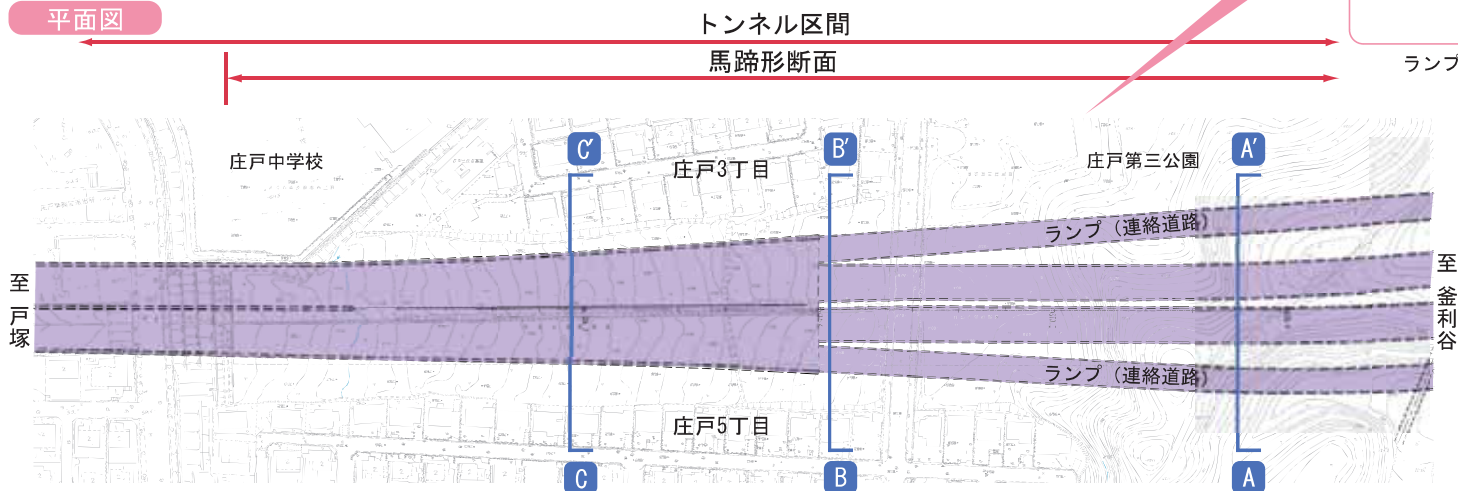 平面図
トンネル区間
馬蹄形断面
ランプ
庄戸中学校
C'
庄戸3丁目
B'
庄戸第三公園
A'
ランプ（連絡道路）
至戸塚
至釜利谷
ランプ（連絡道路）
庄戸5丁目
C
B
A